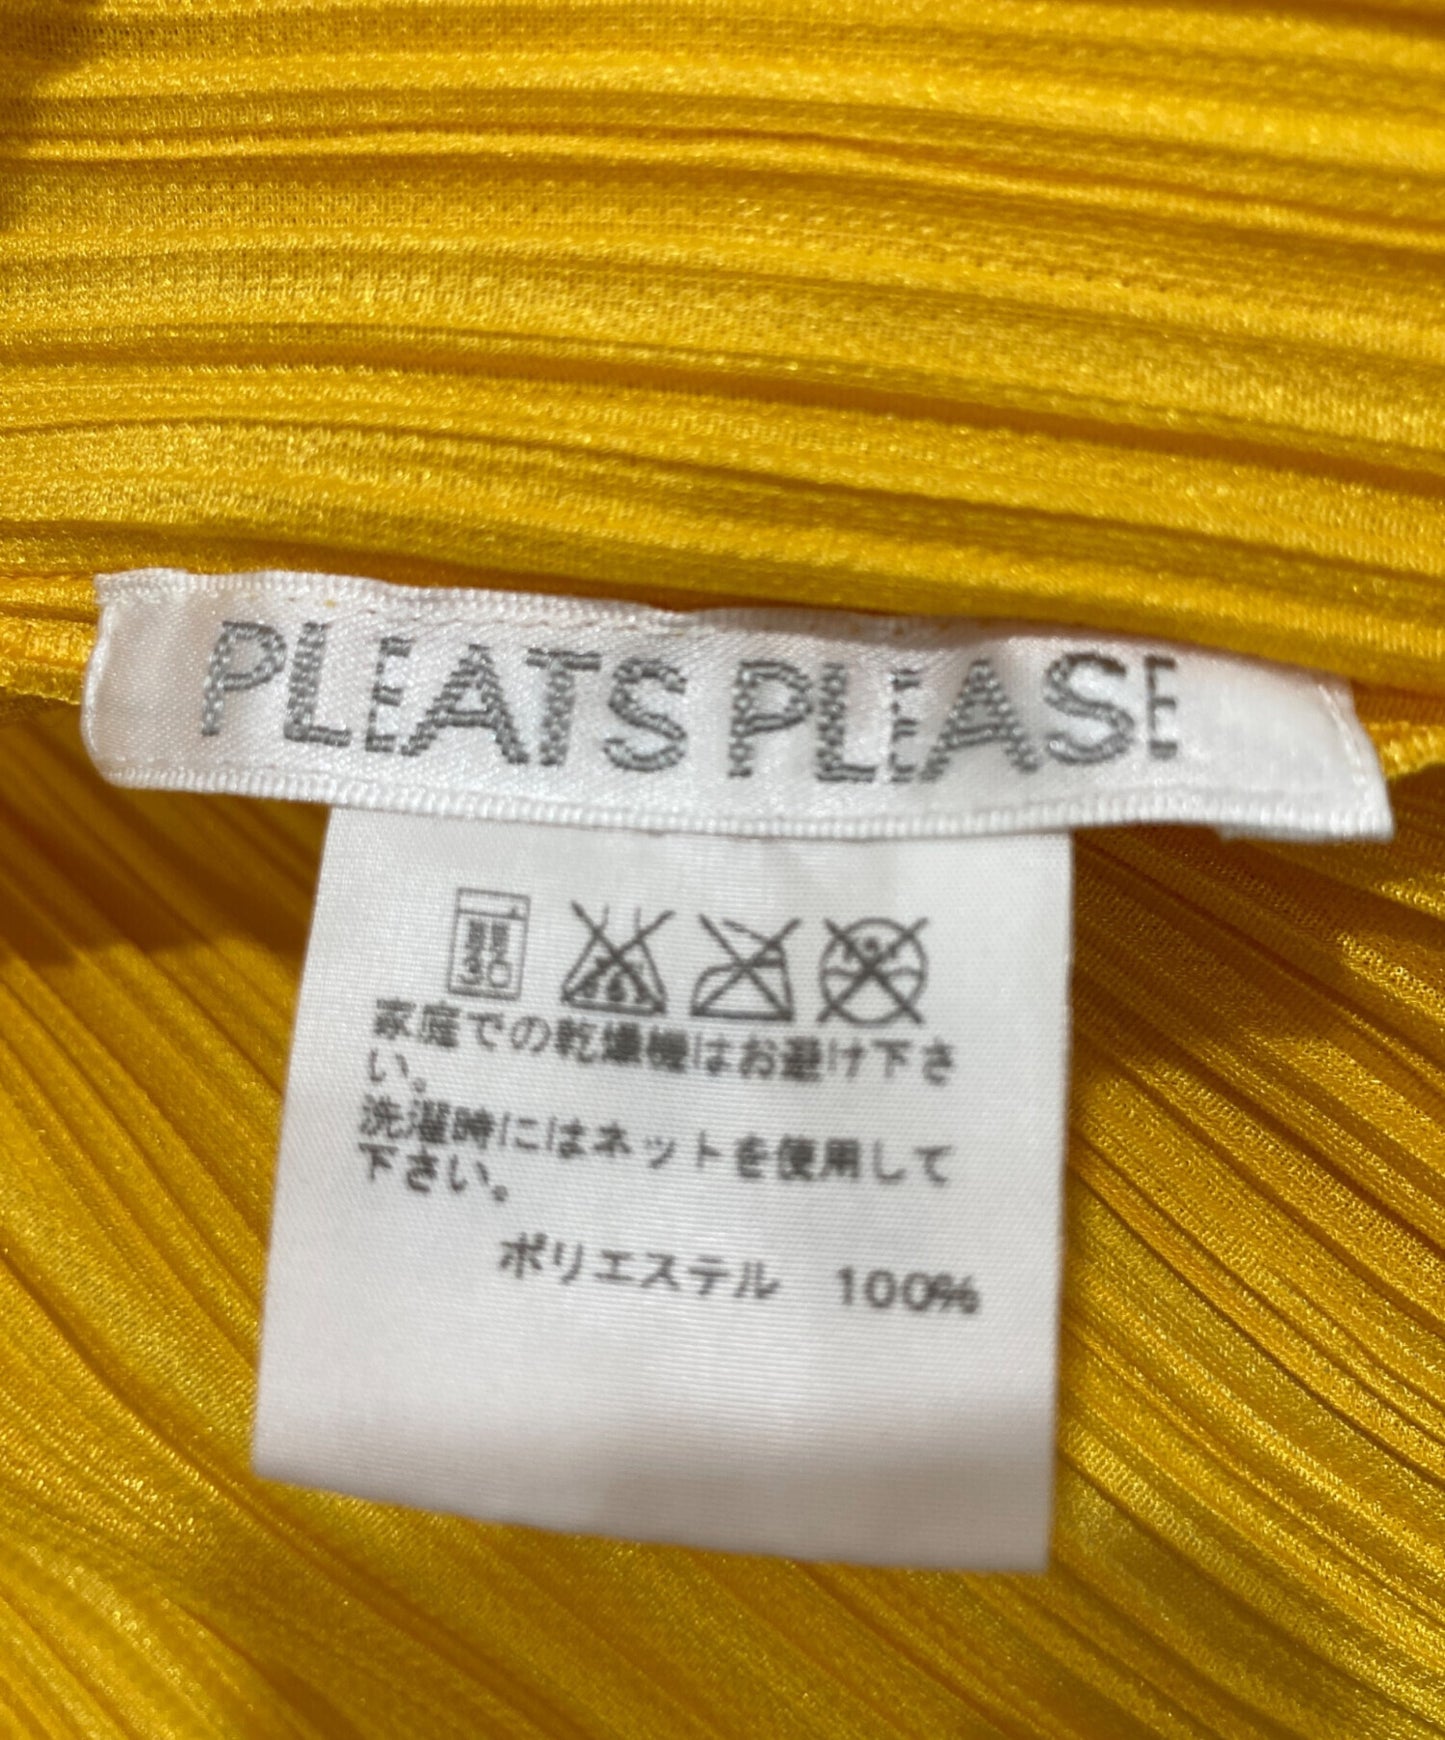 PLEATS PLEASE
家庭での乾燥機はお避け下さ
い。
洗濯時にはネットを使用して
下さい。
ポリエステル 100%